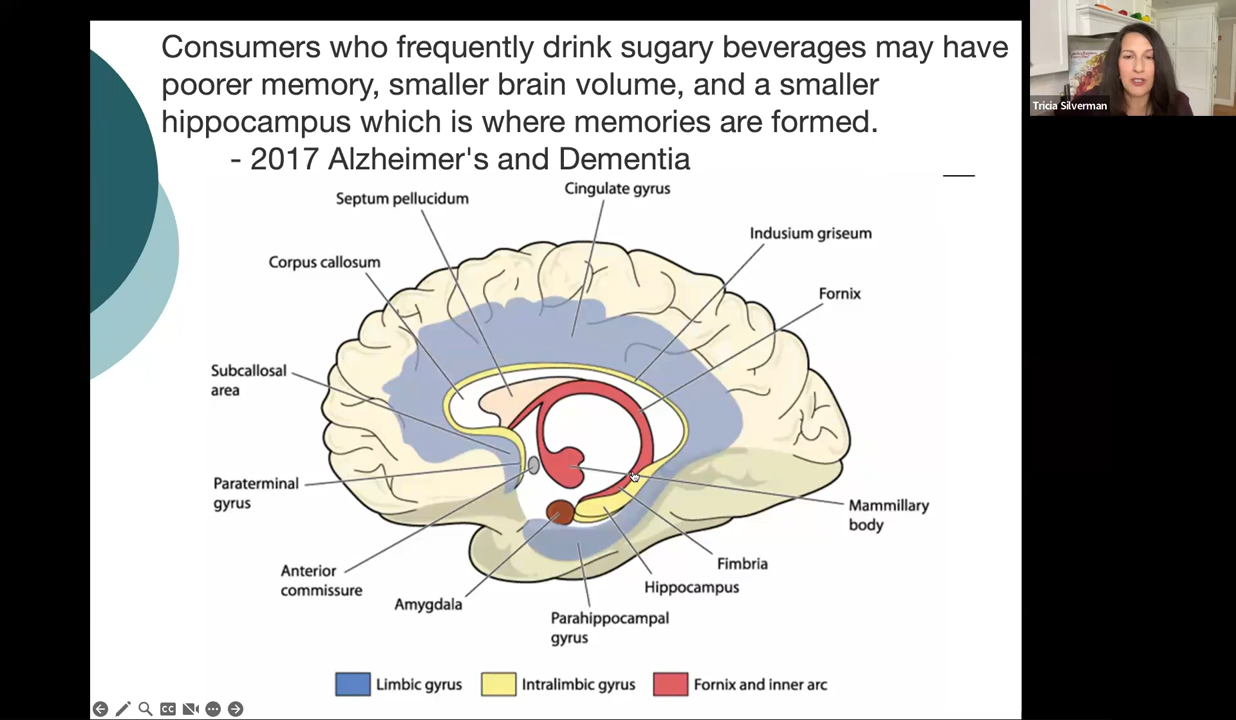 Consumers who frequently drink sugary beverages may have
poorer memory, smaller brain volume, and a smaller
hippocampus which is where memories are formed.
- 2017 Alzheimer's and Dementia
Tricia Silverman
Cingulate gyrus
Septum pellucidum
Indusium griseum
Corpus callosum
Fornix
Subcallosal
area
Paraterminal
gyrus
Mammillary
body
Anterior
commissure
Fimbria
Hippocampus
Amygdala
Parahippocampal
gyrus
Limbic gyrus
Intralimbic gyrus
Fornix and inner arc
CC